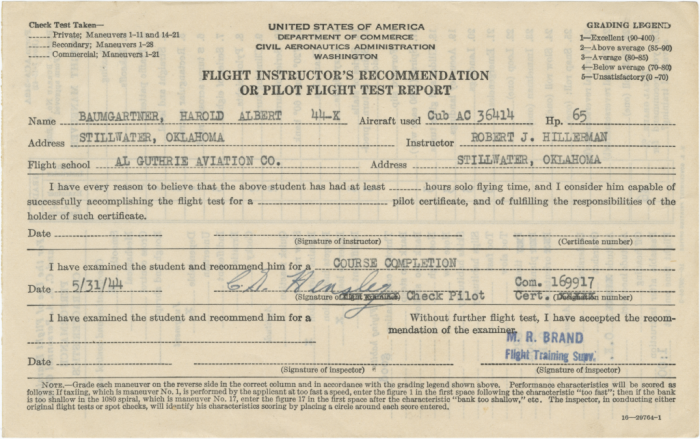 Check Test Taken—
Private; Maneuvers 1-11 and 14-21
Secondary; Maneuvers 1-28
Commercial; Maneuvers 1-21
UNITED STATES OF AMERICA
DEPARTMENT OF COMMERCE
CIVIL AERONAUTICS ADMINISTRATION
WASHINGTON
GRADING LEGEND
1—Excellent (90-400)
2—Above average (85-90)
3—Average (80-85)
4—Below average (70-80)
5—Unsatisfactory (0-70)
FLIGHT INSTRUCTOR'S RECOMMENDATION
OR PILOT FLIGHT TEST REPORT
Name BAUMGARTNER, HAROLD ALBERT 44-K Aircraft used Cub AC 36414 Hp. 65
Address STILLWATER, OKLAHOMA Instructor ROBERT J. HILLERMAN
Flight school AL GUTHRIE AVIATION CO. Address STILLWATER, OKLAHOMA
I have every reason to believe that the above student has had at least hours solo flying time, and I consider him capable of
successfully accomplishing the flight test for a pilot certificate, and of fulfilling the responsibilities of the
holder of such certificate.
Date
(Signature of instructor) (Certificate number)
I have examined the student and recommend him for a COURSE COMPLETION
Date 5/31/44 C.S. Hensley Com. 169917
(Signature of Check Pilot Cert. number)
I have examined the student and recommend him for a
Without further flight test, I have accepted the recom-
mendation of the examiner.
M. R. BRAND
Flight Training Supv.
Date
(Signature of inspector) (Signature of inspector)
NOTE.—Grade each maneuver on the reverse side in the correct column and in accordance with the grading legend shown above. Performance characteristics will be scored as
follows: If taxiing, which is maneuver No. 1, is performed by the applicant at too fast a speed, enter the figure 1 in the first space following the characteristic "too fast"; then if the bank
is too shallow in the 1080 spiral, which is maneuver No. 17, enter the figure 17 in the first space after the characteristic "bank too shallow," etc. The inspector, in conducting either
original flight tests or spot checks, will identify his characteristics scoring by placing a circle around each score entered.
16—29764-1